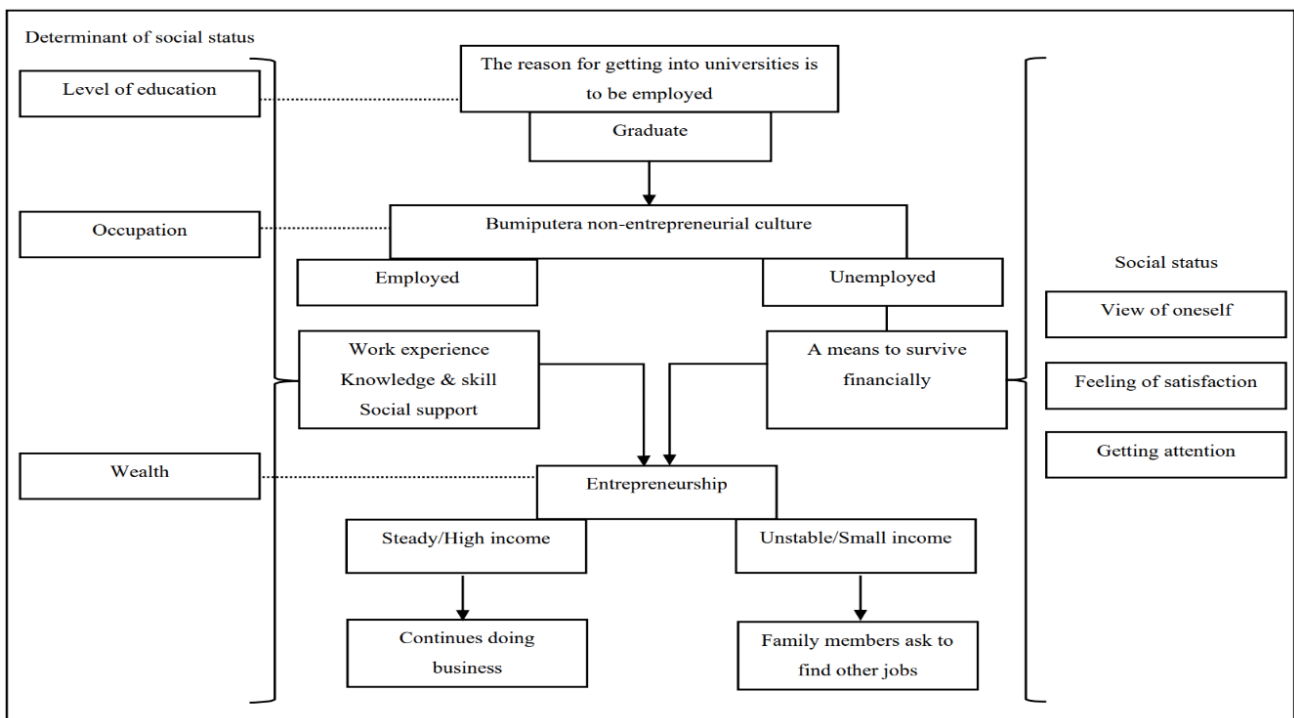 Determinant of social status
Level of education
The reason for getting into universities is
to be employed
Graduate
Occupation
Bumiputera non-entrepreneurial culture
Employed
Unemployed
Work experience
Knowledge & skill
Social support
A means to survive
financially
Wealth
Entrepreneurship
Steady/High income
Unstable/Small income
Continues doing
business
Family members ask to
find other jobs
Social status
View of oneself
Feeling of satisfaction
Getting attention